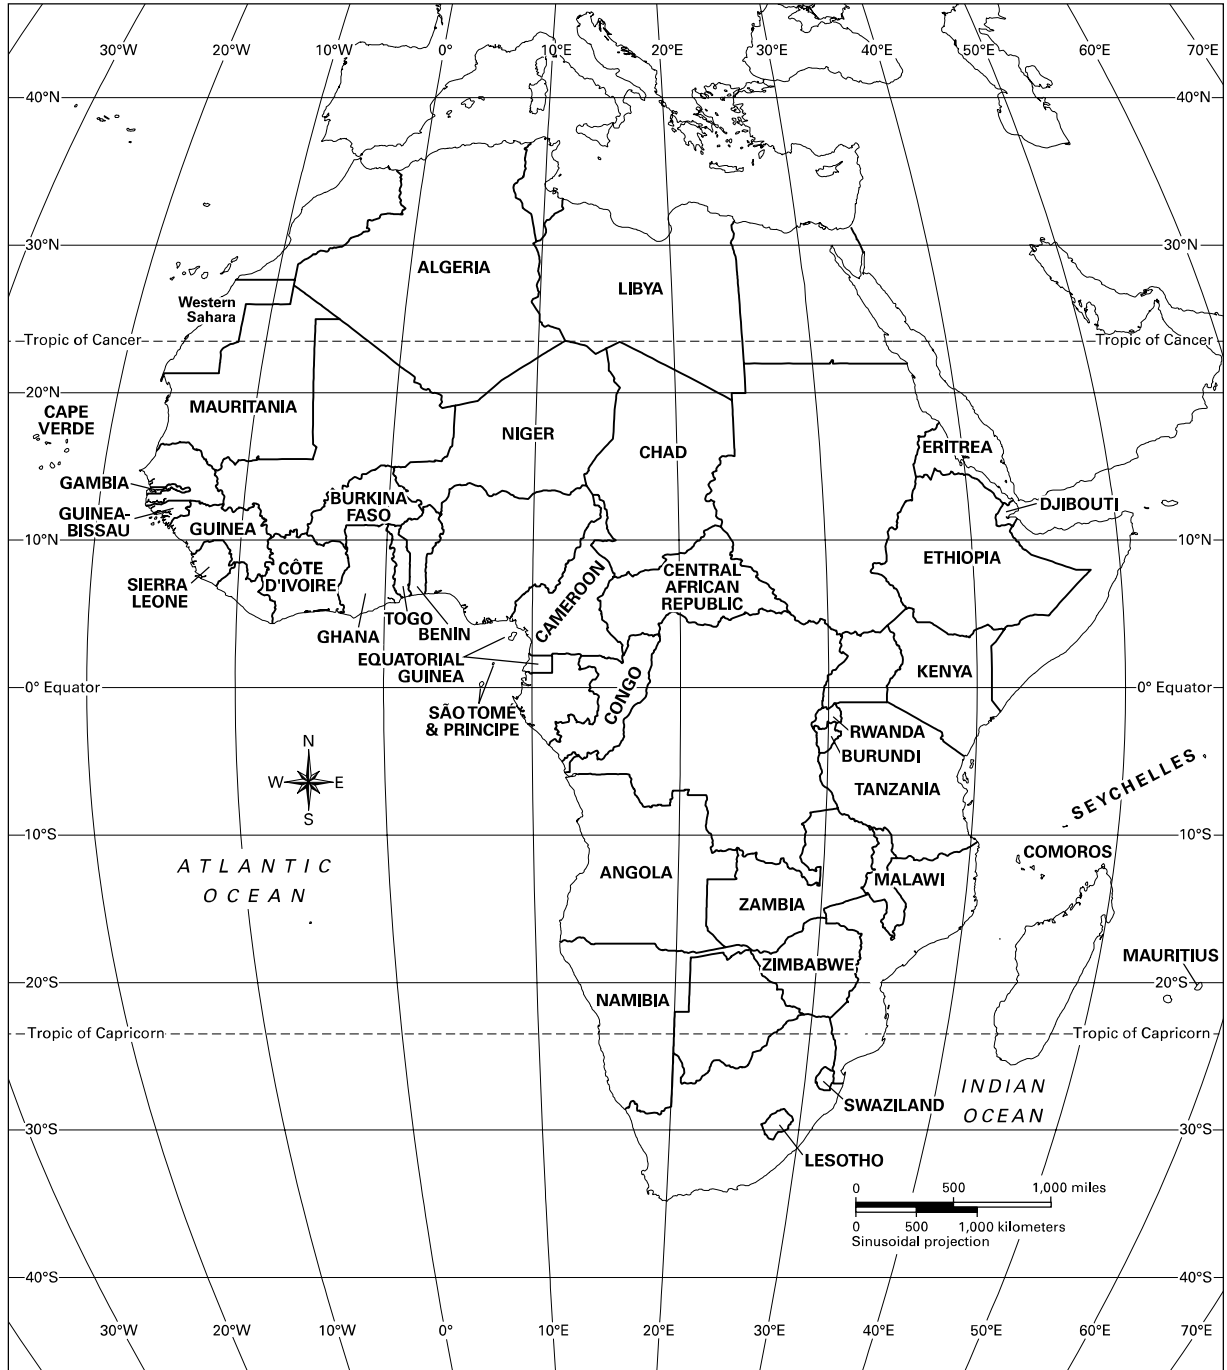 30°W 20°W 10°W 0° 10°E 20°E 30°E 40°E 50°E 60°E 70°E
40°N 40°N
30°N 30°N
ALGERIA
LIBYA
Western
Sahara
Tropic of Cancer Tropic of Cancer
20°N 20°N
MAURITANIA
CAPE
VERDE
NIGER
CHAD
ERITREA
GAMBIA
BURKINA
FASO
DJIBOUTI
GUINEA-
BISSAU
GUINEA
10°N 10°N
ETHIOPIA
CÔTE
D'IVOIRE
CENTRAL
AFRICAN
REPUBLIC
SIERRA
LEONE
CAMEROON
TOGO
GHANA
BENIN
EQUATORIAL
GUINEA
KENYA
CONGO
0° Equator 0° Equator
SÃO TOMÉ
& PRINCIPE
RWANDA
BURUNDI
N
W E
S
TANZANIA
SEYCHELLES
10°S 10°S
ATLANTIC
OCEAN
ANGOLA
COMOROS
MALAWI
ZAMBIA
MAURITIUS
ZIMBABWE
20°S 20°S
NAMIBIA
Tropic of Capricorn Tropic of Capricorn
INDIAN
OCEAN
SWAZILAND
30°S 30°S
LESOTHO
0 500 1,000 miles
0 500 1,000 kilometers
Sinusoidal projection
40°S 40°S
30°W 20°W 10°W 0° 10°E 20°E 30°E 40°E 50°E 60°E 70°E